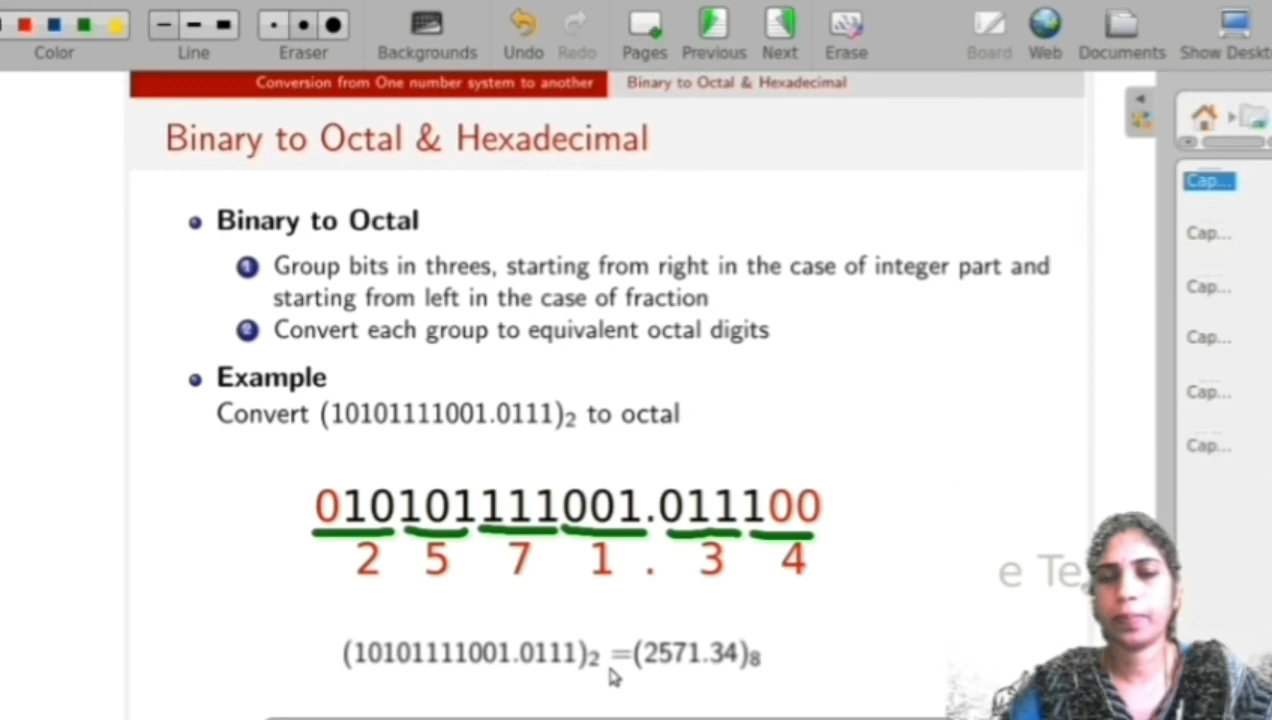 Color Line Eraser Backgrounds Undo Redo Pages Previous Next Erase Board Web Documents Show Deskt
Conversion from One number system to another Binary to Octal & Hexadecimal
Binary to Octal & Hexadecimal
Binary to Octal
1 Group bits in threes, starting from right in the case of integer part and
starting from left in the case of fraction
2 Convert each group to equivalent octal digits
Example
Convert (10101111001.0111)₂ to octal
010101111001.011100
2 5 7 1 . 3 4
(10101111001.0111)₂ =(2571.34)₈
e Te
Cap...
Cap...
Cap...
Cap...
Cap...
Cap...